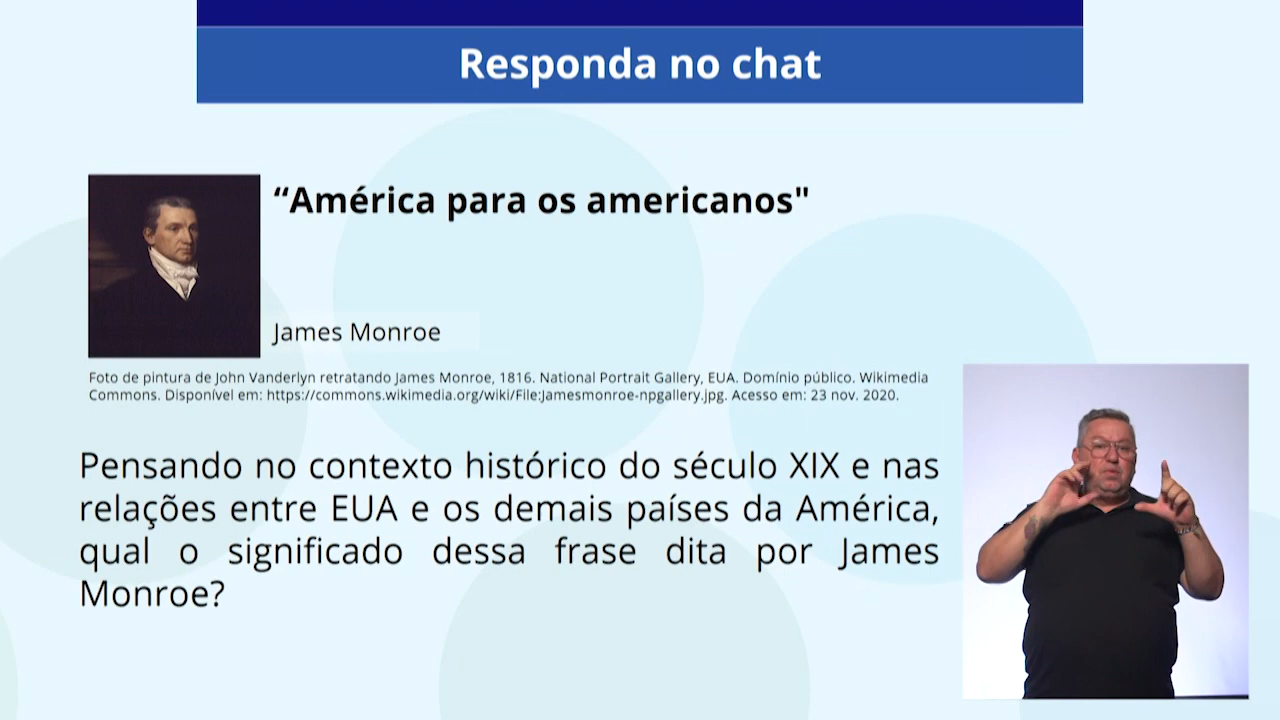 Responda no chat
“América para os americanos"
James Monroe
Foto de pintura de John Vanderlyn retratando James Monroe, 1816. National Portrait Gallery, EUA. Domínio público. Wikimedia
Commons. Disponível em: https://commons.wikimedia.org/wiki/File:Jamesmonroe-npgallery.jpg. Acesso em: 23 nov. 2020.
Pensando no contexto histórico do século XIX e nas
relações entre EUA e os demais países da América,
qual o significado dessa frase dita por James
Monroe?